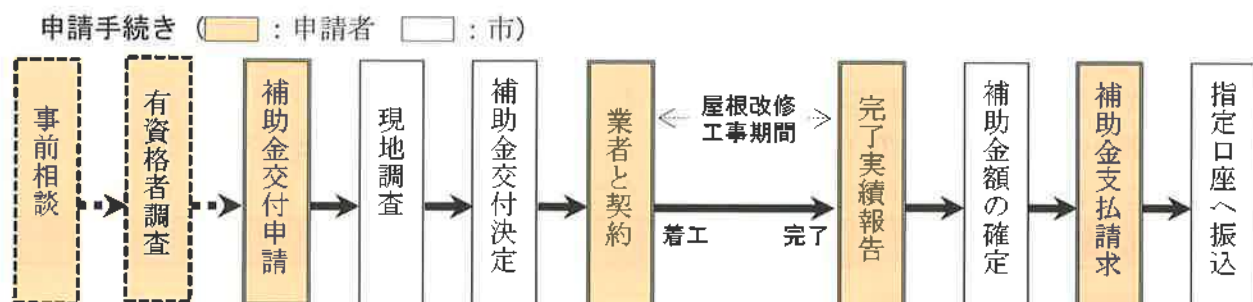 申請手続き（ ：申請者 ：市）
事前相談
有資格者調査
補助金交付申請
現地調査
補助金交付決定
業者と契約
屋根改修
工事期間
着工 完了
完了実績報告
補助金額の確定
補助金支払請求
指定口座へ振込